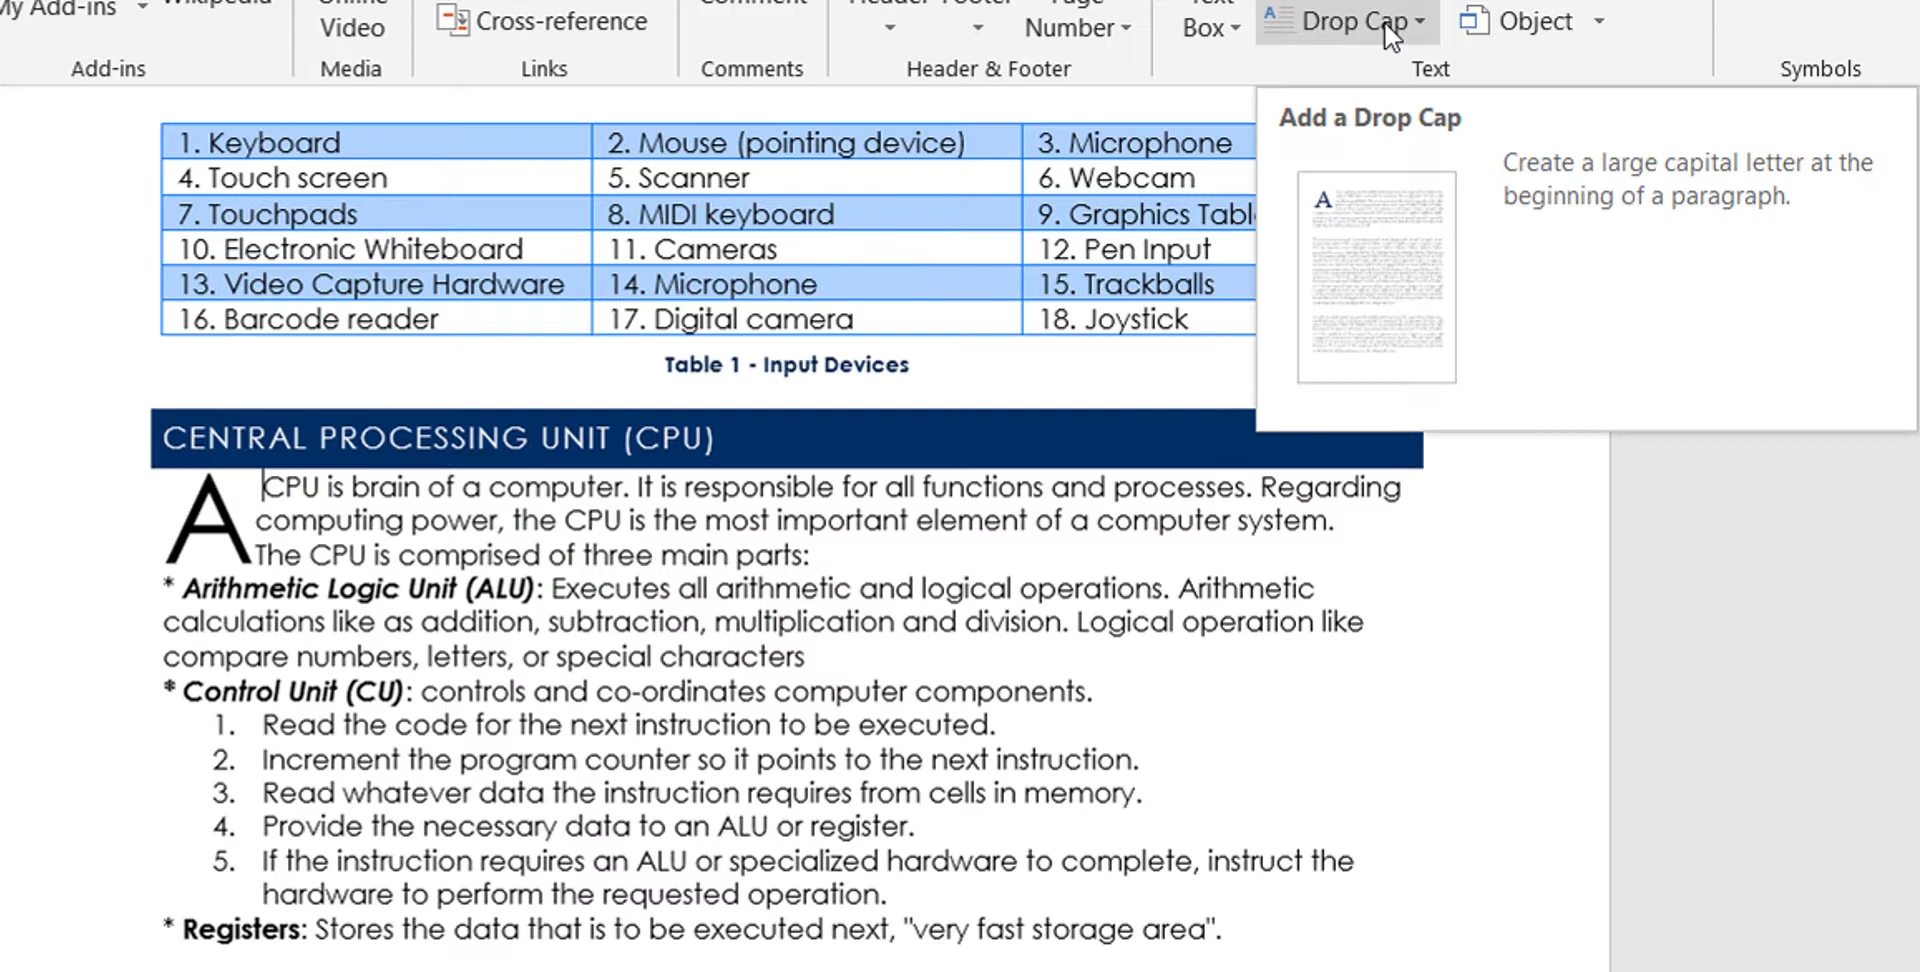 My Add-ins
Wikipedia
Online
Video
Cross-reference
Comment
Header Footer
Page
Number
Text
Box
Drop Cap
Object
Add-ins
Media
Links
Comments
Header & Footer
Text
Symbols
Add a Drop Cap
Create a large capital letter at the
beginning of a paragraph.
A
1. Keyboard 2. Mouse (pointing device) 3. Microphone
4. Touch screen 5. Scanner 6. Webcam
7. Touchpads 8. MIDI keyboard 9. Graphics Tabl
10. Electronic Whiteboard 11. Cameras 12. Pen Input
13. Video Capture Hardware 14. Microphone 15. Trackballs
16. Barcode reader 17. Digital camera 18. Joystick
Table 1 - Input Devices
CENTRAL PROCESSING UNIT (CPU)
A CPU is brain of a computer. It is responsible for all functions and processes. Regarding
computing power, the CPU is the most important element of a computer system.
The CPU is comprised of three main parts:
* Arithmetic Logic Unit (ALU): Executes all arithmetic and logical operations. Arithmetic
calculations like as addition, subtraction, multiplication and division. Logical operation like
compare numbers, letters, or special characters
* Control Unit (CU): controls and co-ordinates computer components.
1. Read the code for the next instruction to be executed.
2. Increment the program counter so it points to the next instruction.
3. Read whatever data the instruction requires from cells in memory.
4. Provide the necessary data to an ALU or register.
5. If the instruction requires an ALU or specialized hardware to complete, instruct the
hardware to perform the requested operation.
* Registers: Stores the data that is to be executed next, "very fast storage area".